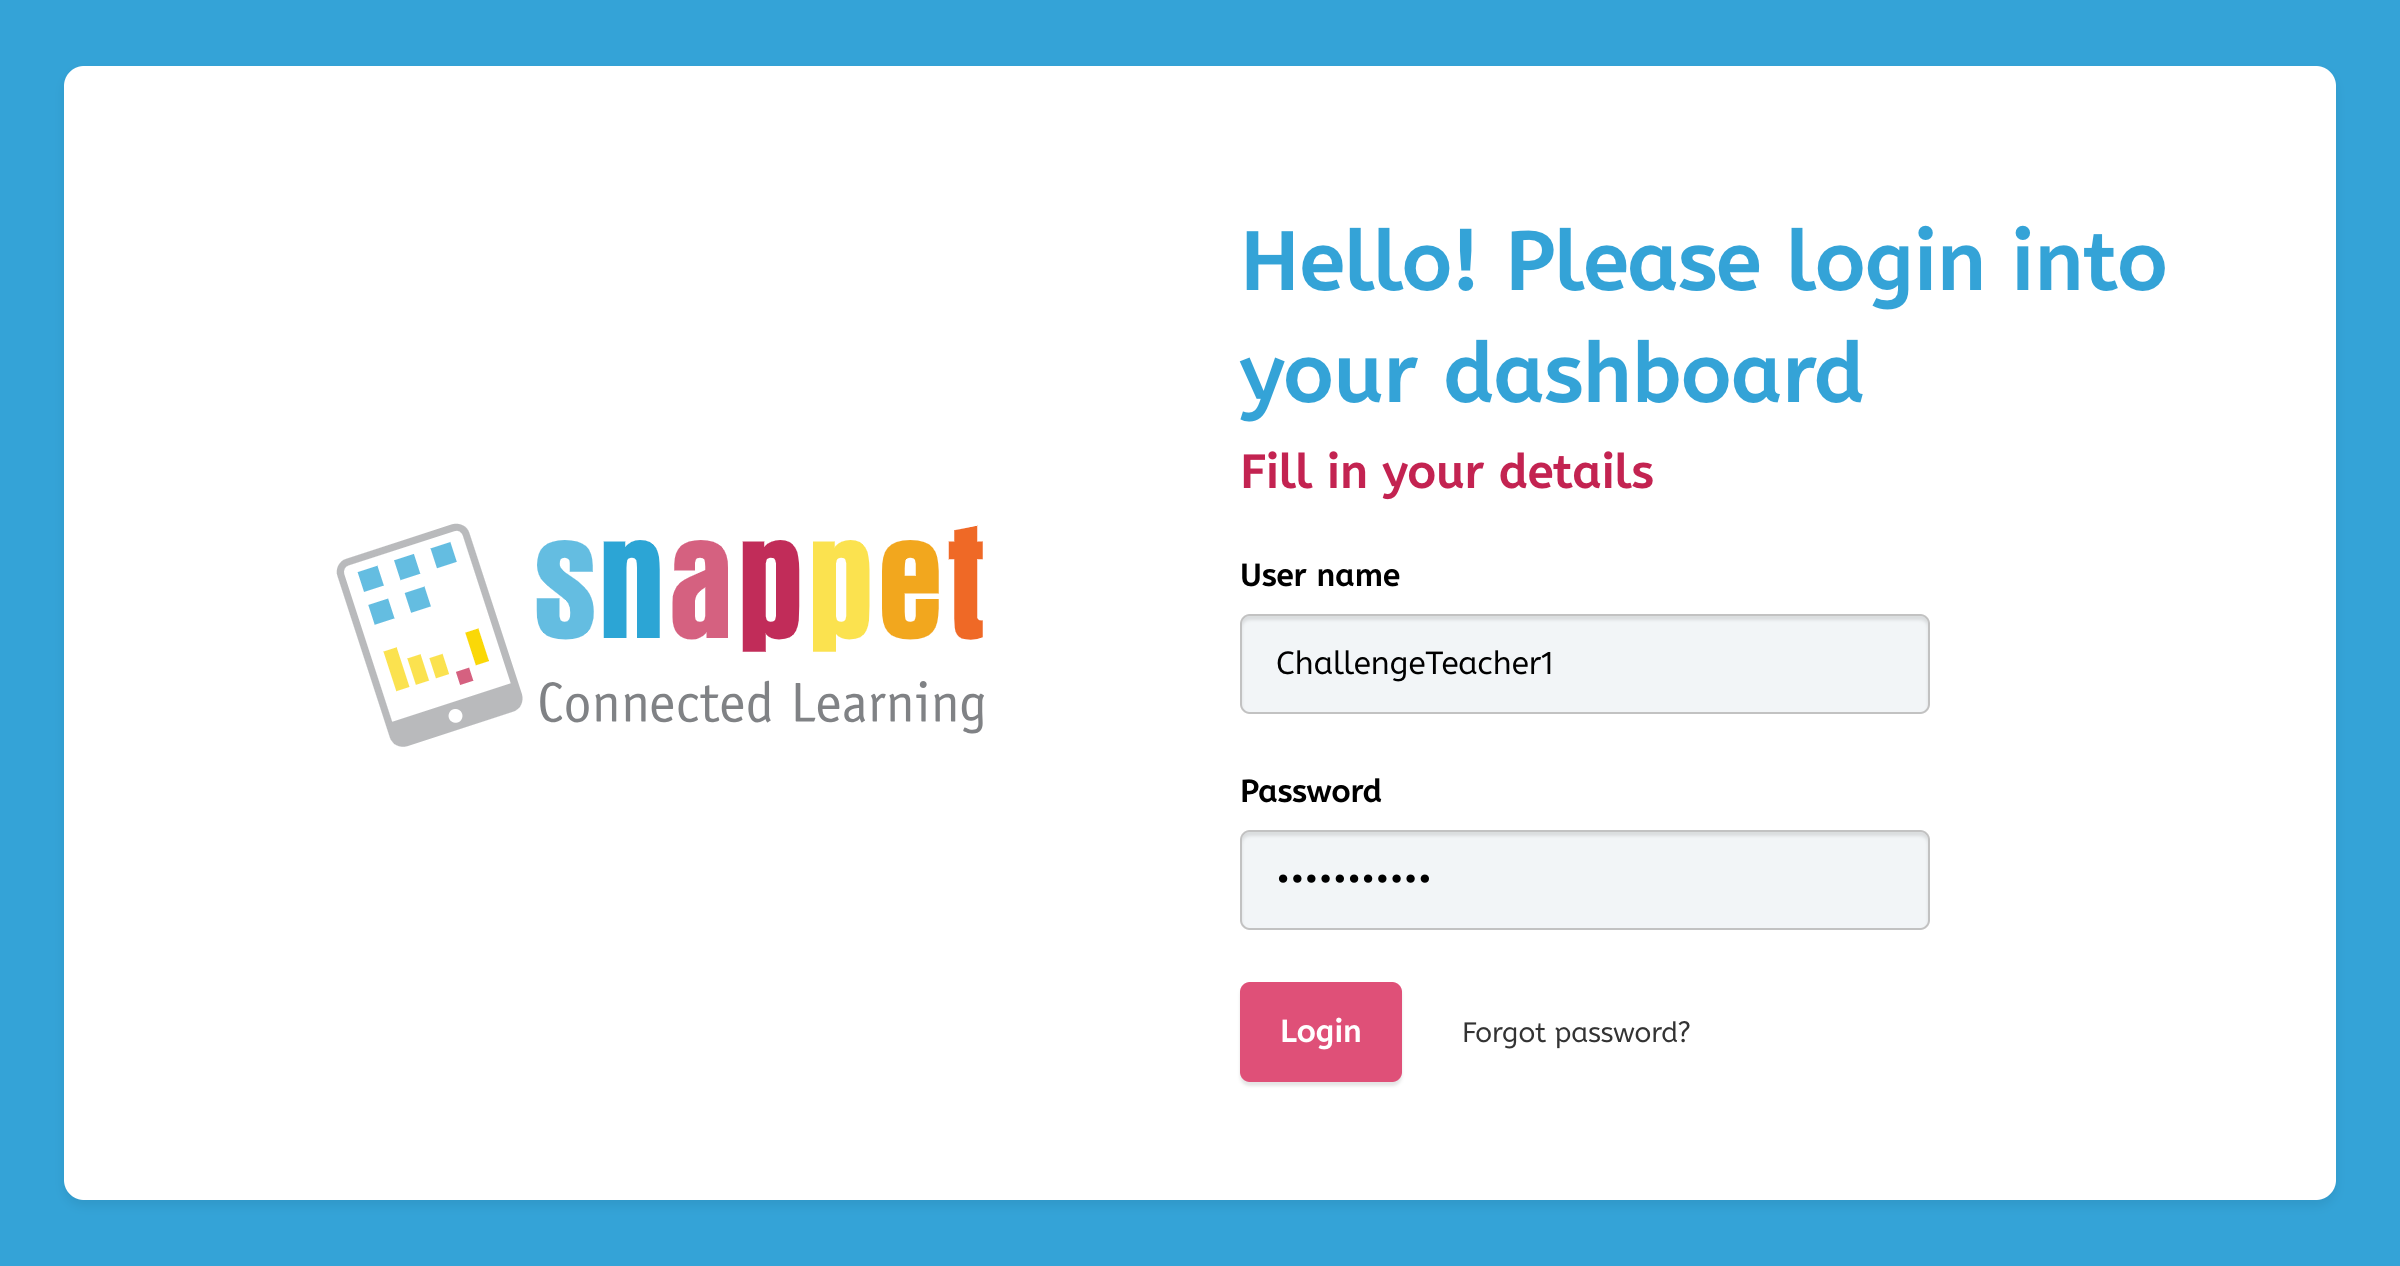 snappet
Connected Learning
Hello! Please login into
your dashboard
Fill in your details
User name
ChallengeTeacher1
Password
•••••••••••
Login
Forgot password?